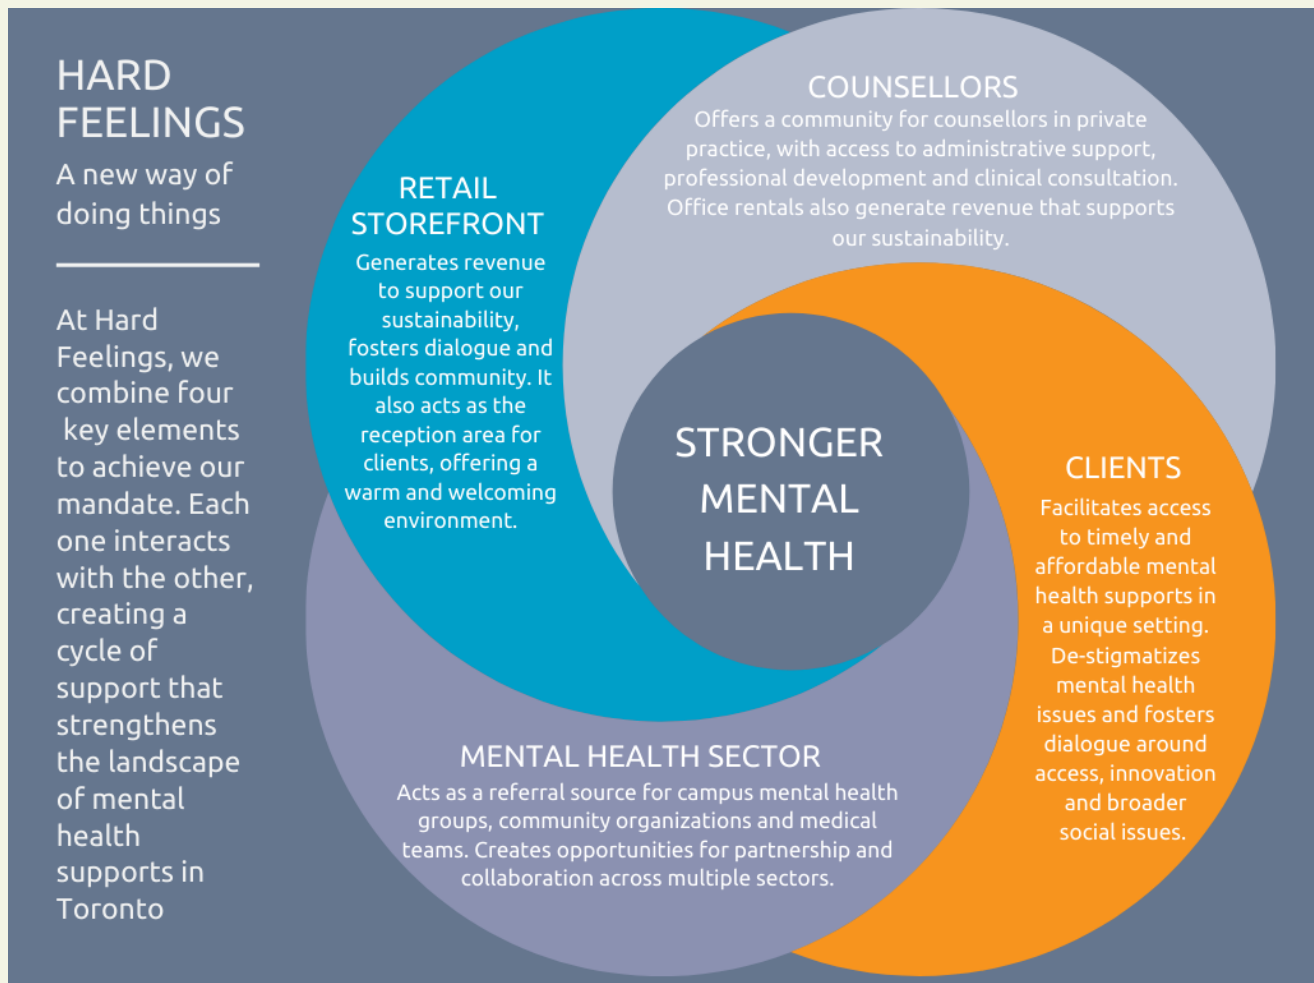 HARD
FEELINGS
A new way of
doing things
At Hard
Feelings, we
combine four
key elements
to achieve our
mandate. Each
one interacts
with the other,
creating a
cycle of
support that
strengthens
the landscape
of mental
health
supports in
Toronto
RETAIL
STOREFRONT
Generates revenue
to support our
sustainability,
fosters dialogue and
builds community. It
also acts as the
reception area for
clients, offering a
warm and welcoming
environment.
COUNSELLORS
Offers a community for counsellors in private
practice, with access to administrative support,
professional development and clinical consultation.
Office rentals also generate revenue that supports
our sustainability.
STRONGER
MENTAL
HEALTH
CLIENTS
Facilitates access
to timely and
affordable mental
health supports in
a unique setting.
De-stigmatizes
mental health
issues and fosters
dialogue around
access, innovation
and broader
social issues.
MENTAL HEALTH SECTOR
Acts as a referral source for campus mental health
groups, community organizations and medical
teams. Creates opportunities for partnership and
collaboration across multiple sectors.